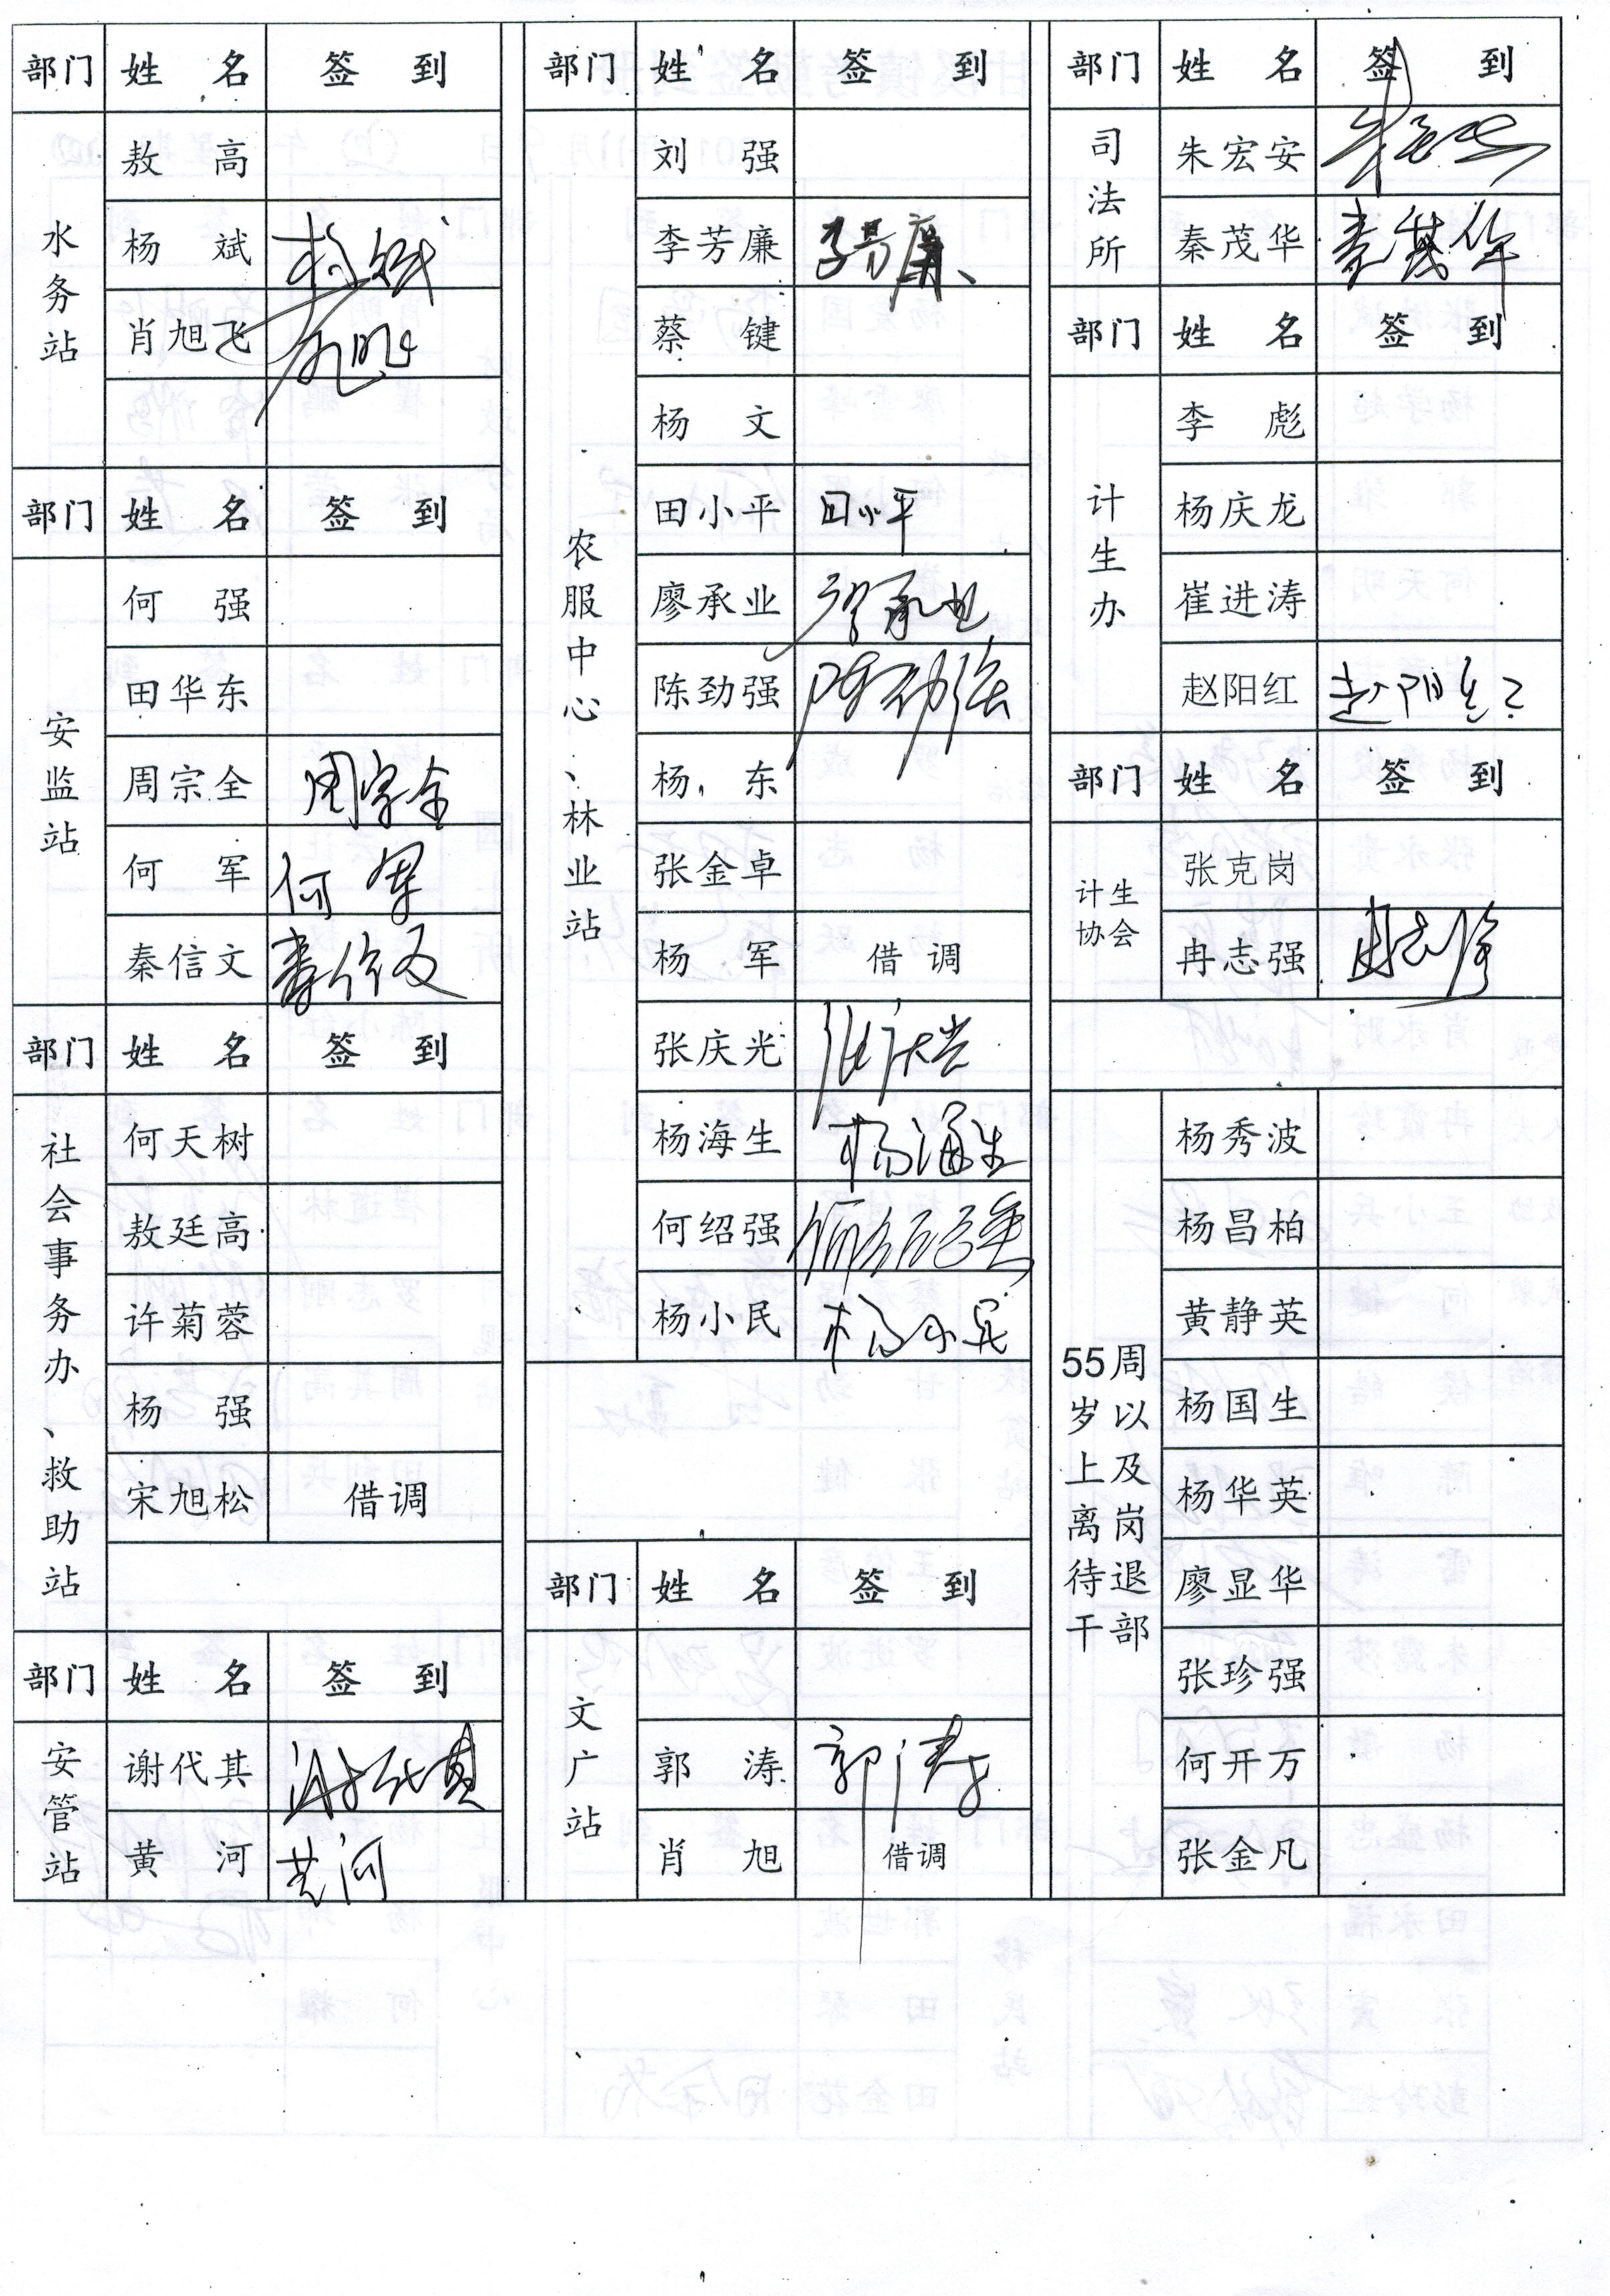 部门 姓名 签到
水务站
敖高
杨斌 杨斌
肖旭飞
部门 姓名 签到
安监站
何强
田华东
周宗全 周宗全
何军 何军
秦信文 秦信文
部门 姓名 签到
社会事务办、救助站
何天树
敖廷高
许菊蓉
杨强
宋旭松 借调
部门 姓名 签到
安管站
谢代其 谢代其
黄河 黄河
部门 姓名 签到
农服中心、林业站
刘强
李芳廉 李芳廉
蔡键
杨文
田小平 田小平
廖承业 廖承业
陈劲强 陈劲强
杨东
张金卓
杨军 借调
张庆光 张庆光
杨海生 杨海生
何绍强 何绍强
杨小民 杨小民
部门 姓名 签到
文广站
郭涛 郭涛
肖旭 借调
部门 姓名 签到
司法所
朱宏安 朱宏安
秦茂华 秦茂华
部门 姓名 签到
计生办
李彪
杨庆龙
崔进涛
赵阳红 赵阳红
部门 姓名 签到
计生
协会
张克岗
冉志强 冉志强
55周
岁以
上及
离岗
待退
干部
杨秀波
杨昌柏
黄静英
杨国生
杨华英
廖显华
张珍强
何开万
张金凡